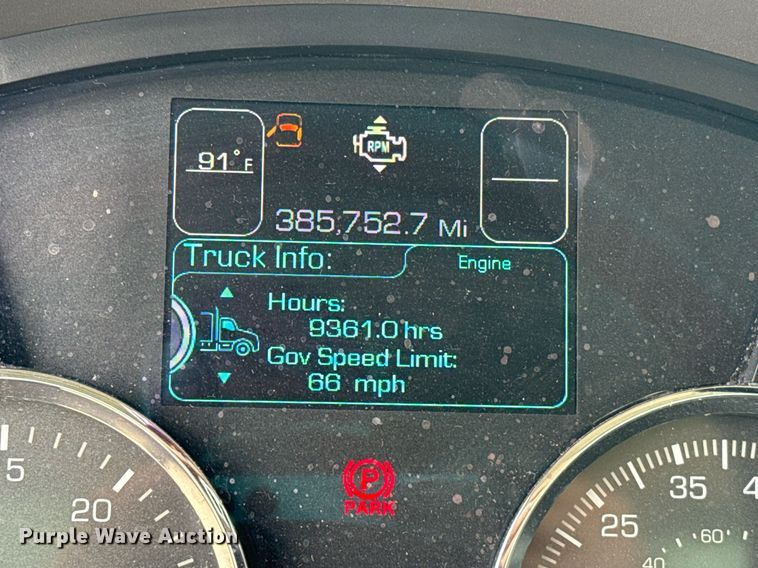 91°F
RPM
385,752.7 Mi
Truck Info:
Engine
Hours:
9361.0 hrs
Gov Speed Limit:
66 mph
P
PARK
5
20
25
35
40
60
Purple Wave Auction